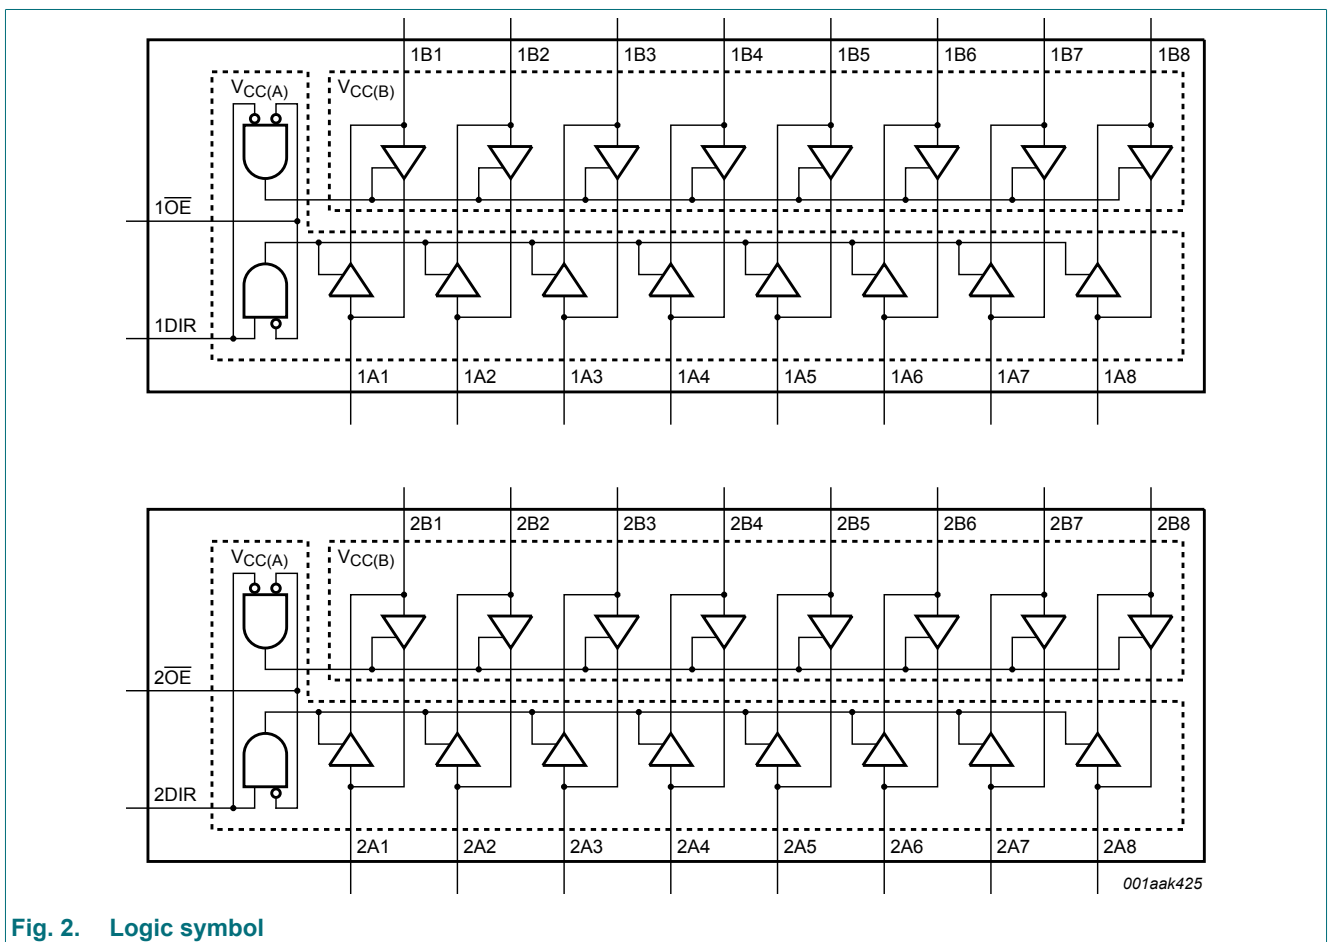 1B1 1B2 1B3 1B4 1B5 1B6 1B7 1B8
VCC(A) VCC(B)
1O̅E̅
1DIR
1A1 1A2 1A3 1A4 1A5 1A6 1A7 1A8
2B1 2B2 2B3 2B4 2B5 2B6 2B7 2B8
VCC(A) VCC(B)
2O̅E̅
2DIR
2A1 2A2 2A3 2A4 2A5 2A6 2A7 2A8
001aak425
Fig. 2. Logic symbol